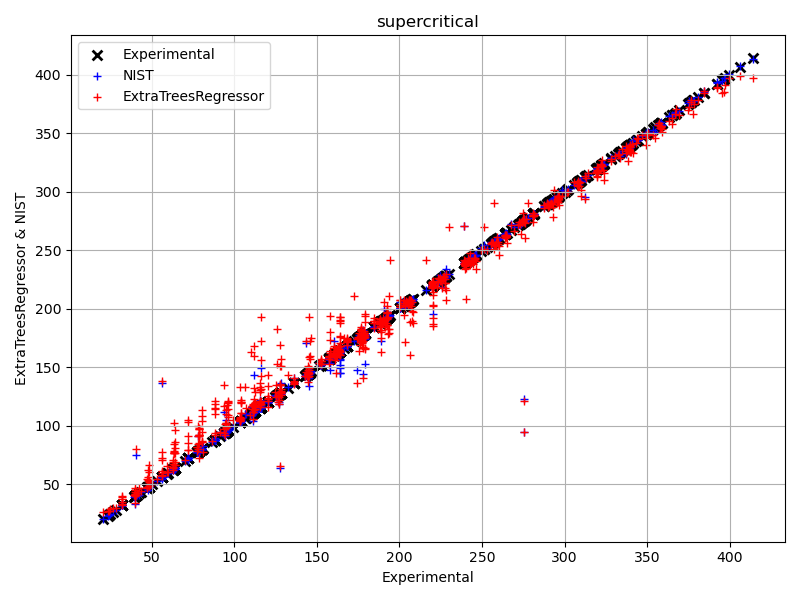 supercritical
Experimental
NIST
ExtraTreesRegressor
ExtraTreesRegressor & NIST
400
350
300
250
200
150
100
50
50 100 150 200 250 300 350 400
Experimental